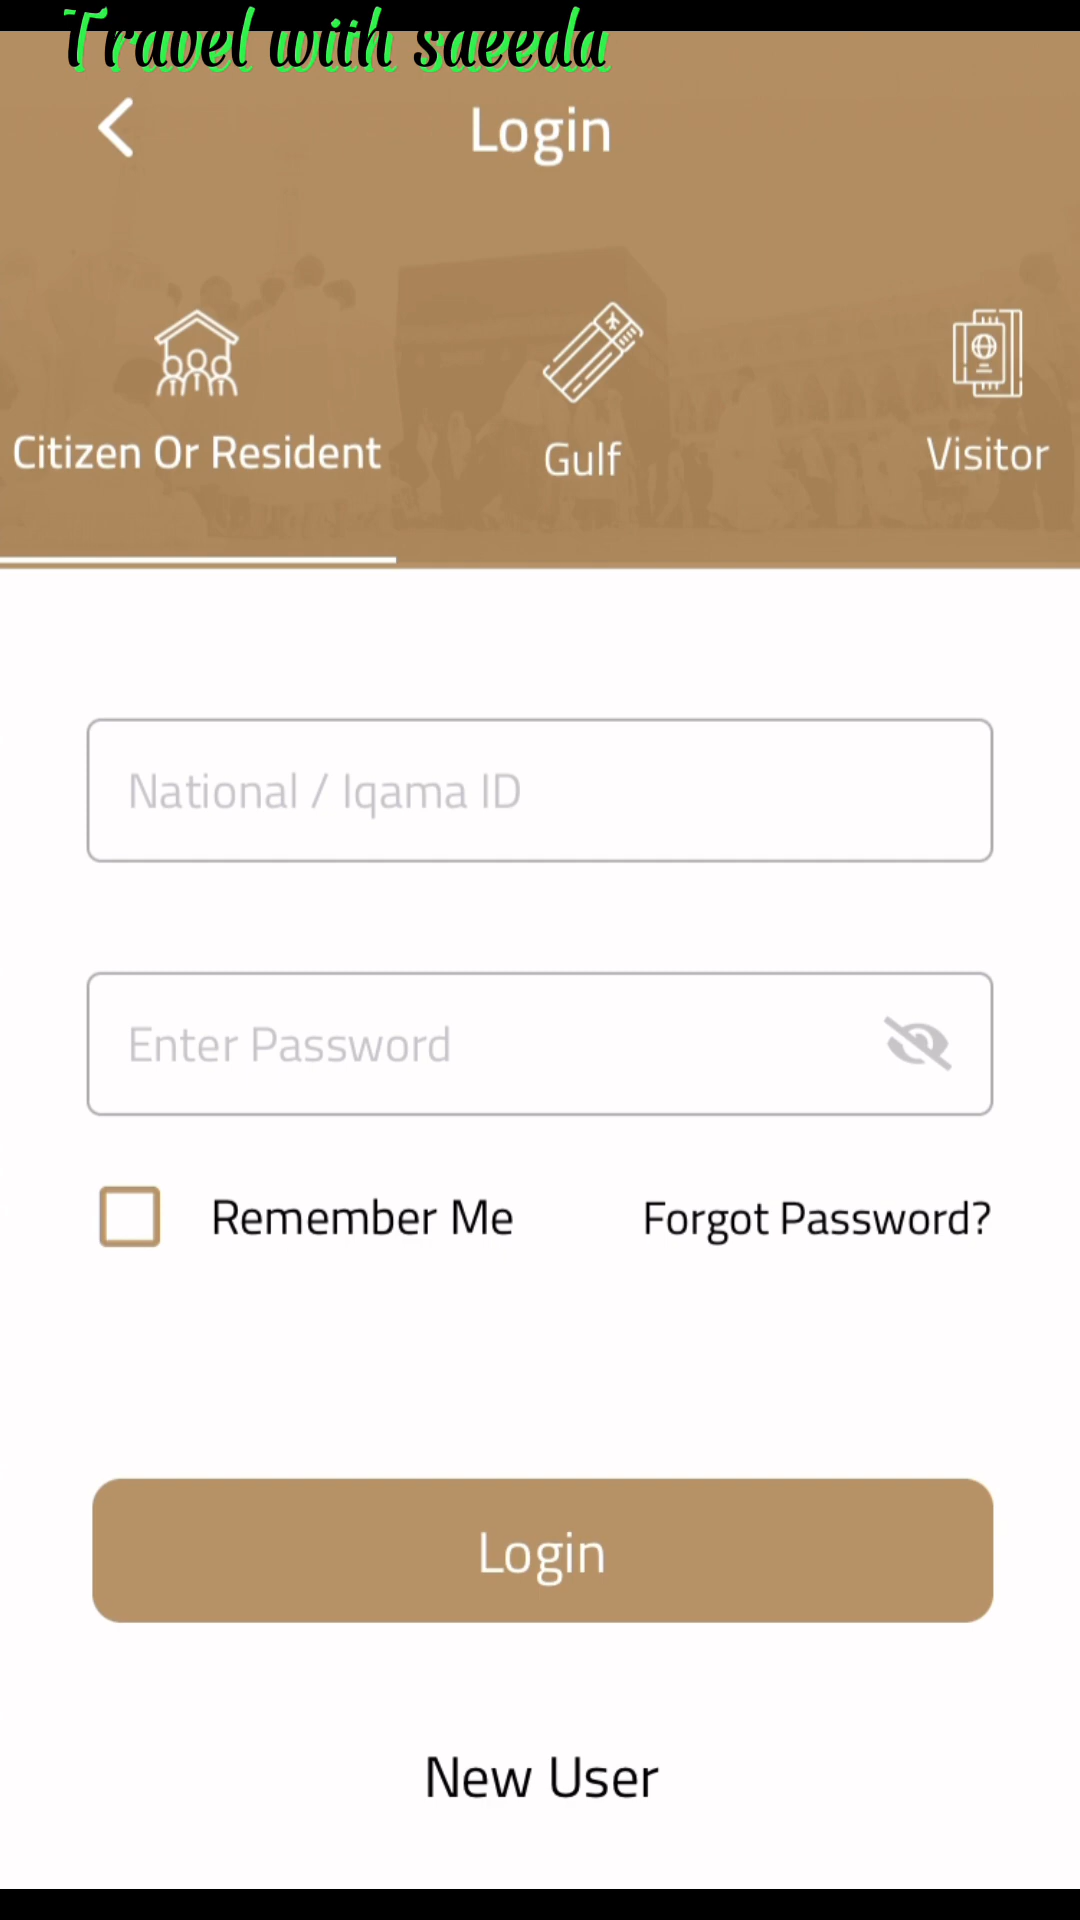 Travel with saeeda
Login
Citizen Or Resident
Gulf
Visitor
National / Iqama ID
Enter Password
Remember Me
Forgot Password?
Login
New User